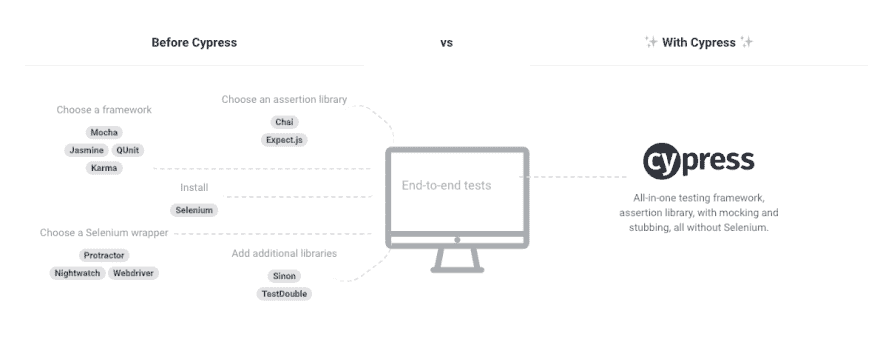 Before Cypress
vs
With Cypress
Choose a framework
Mocha
Jasmine QUnit
Karma
Choose an assertion library
Chai
Expect.js
Install
Selenium
Choose a Selenium wrapper
Protractor
Nightwatch Webdriver
Add additional libraries
Sinon
TestDouble
End-to-end tests
cypress
All-in-one testing framework,
assertion library, with mocking and
stubbing, all without Selenium.